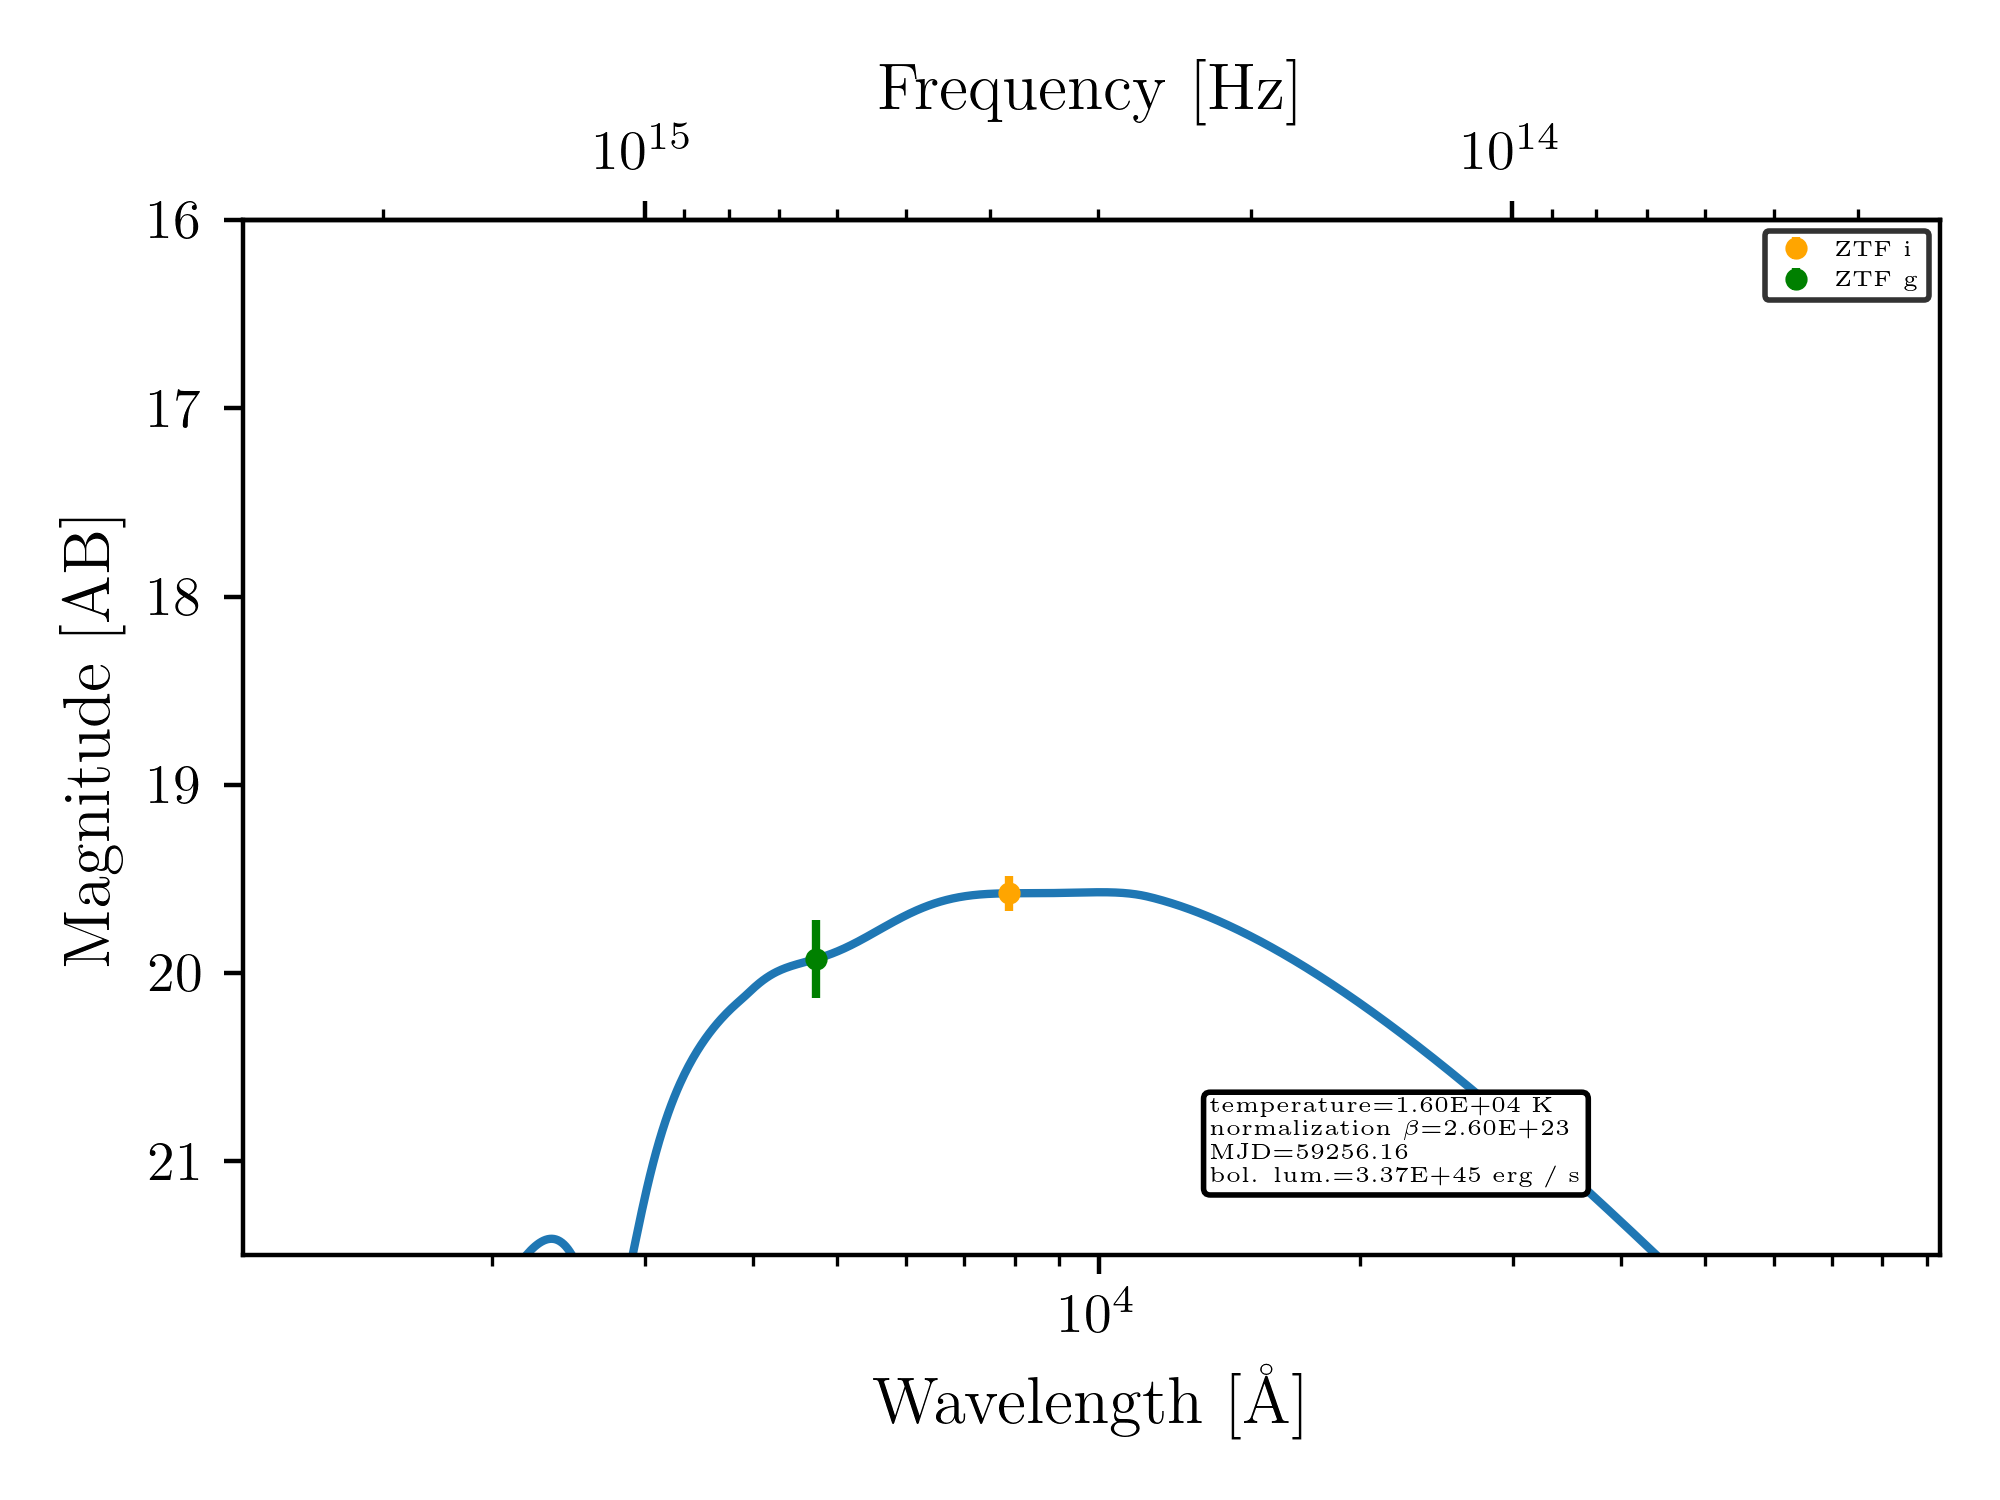 Frequency [Hz]
10^15 10^14
16
17
18
19
20
21
Magnitude [AB]
ZTF i
ZTF g
temperature=1.60E+04 K
normalization β=2.60E+23
MJD=59256.16
bol. lum.=3.37E+45 erg / s
10^4
Wavelength [Å]